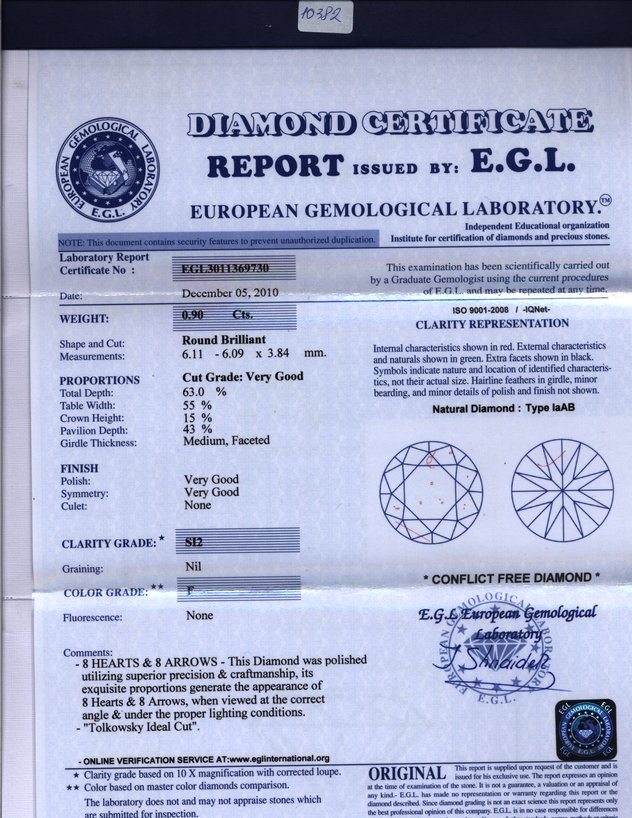 10382
DIAMOND CERTIFICATE
REPORT ISSUED BY: E.G.L.
EUROPEAN GEMOLOGICAL LABORATORY.™
EUROPEAN GEMOLOGICAL LABORATORY
E.G.L.
Independent Educational organization
Institute for certification of diamonds and precious stones.
NOTE: This document contains security features to prevent unauthorized duplication.
Laboratory Report
Certificate No : EGL3011369730
Date: December 05, 2010
WEIGHT: 0.90 Cts.
Shape and Cut: Round Brilliant
Measurements: 6.11 - 6.09 x 3.84 mm.
PROPORTIONS Cut Grade: Very Good
Total Depth: 63.0 %
Table Width: 55 %
Crown Height: 15 %
Pavilion Depth: 43 %
Girdle Thickness: Medium, Faceted
FINISH
Polish: Very Good
Symmetry: Very Good
Culet: None
CLARITY GRADE: ★ SI2
Graining: Nil
COLOR GRADE: ★★ F
Fluorescence: None
Comments:
- 8 HEARTS & 8 ARROWS - This Diamond was polished
utilizing superior precision & craftmanship, its
exquisite proportions generate the appearance of
8 Hearts & 8 Arrows, when viewed at the correct
angle & under the proper lighting conditions.
- "Tolkowsky Ideal Cut".
- ONLINE VERIFICATION SERVICE AT:www.eglinternational.org
★ Clarity grade based on 10 X magnification with corrected loupe.
★★ Color based on master color diamonds comparison.
The laboratory does not and may not appraise stones which
are submitted for inspection.
This examination has been scientifically carried out
by a Graduate Gemologist using the current procedures
of E.G.L. and may be repeated at any time.
ISO 9001-2008 / -IQNet-
CLARITY REPRESENTATION
Internal characteristics shown in red. External characteristics
and naturals shown in green. Extra facets shown in black.
Symbols indicate nature and location of identified characteris-
tics, not their actual size. Hairline feathers in girdle, minor
bearding, and minor details of polish and finish not shown.
Natural Diamond : Type IaAB
* CONFLICT FREE DIAMOND *
E.G.L European Gemological
Laboratory
EUROPEAN GEMOLOGICAL LABORATORY
E.G.L.
EGL
EGL
E.G.L.
EGL
EGL
ORIGINAL This report is supplied upon request of the customer and is
issued for his exclusive use. The report expresses an opinion
at the time of examination of the stone. It is not a guarantee, a valuation or an appraisal of
any kind.- E.G.L. has made no representation or warranty regarding this report or the
diamond described. Since diamond grading is not an exact science this report represents only
the best professional opinion of this company. E.G.L. is in no case responsible for differences